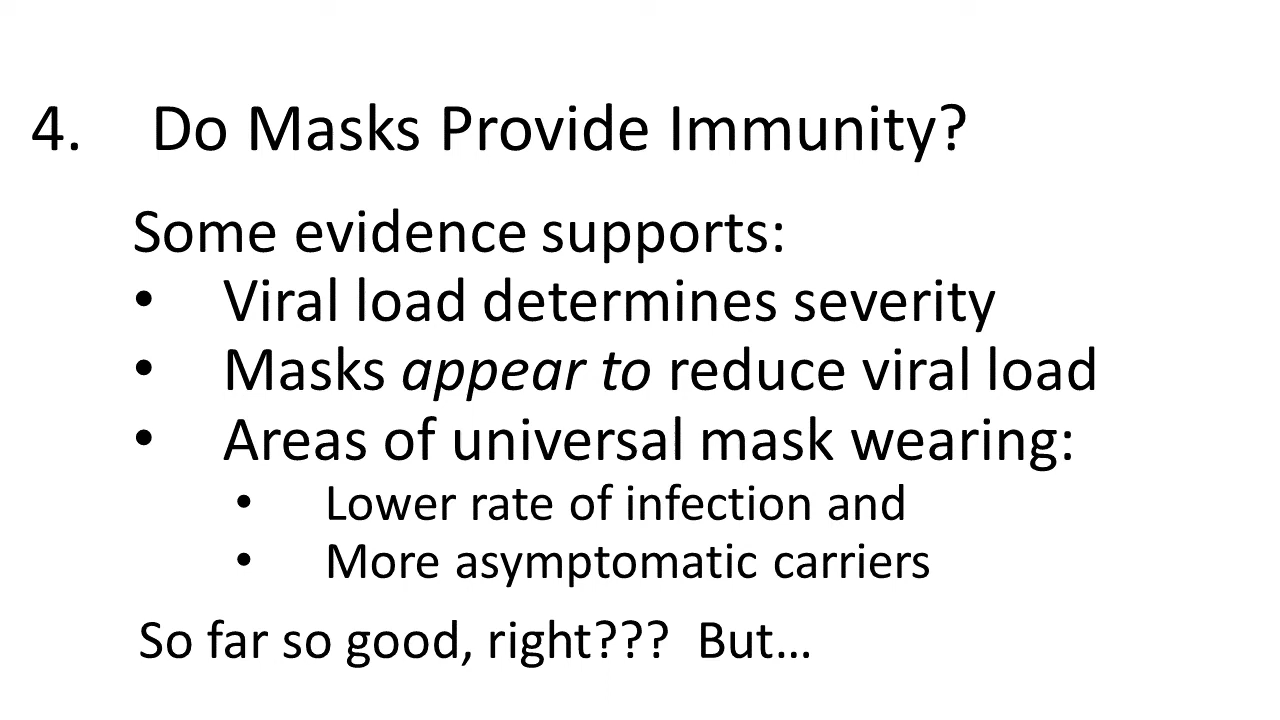 4. Do Masks Provide Immunity?
Some evidence supports:
• Viral load determines severity
• Masks appear to reduce viral load
• Areas of universal mask wearing:
• Lower rate of infection and
• More asymptomatic carriers
So far so good, right??? But...